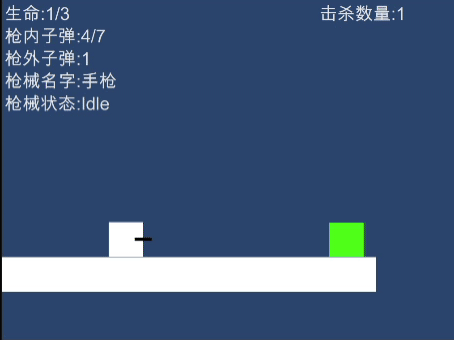 生命:1/3
击杀数量:1
枪内子弹:4/7
枪外子弹:1
枪械名字:手枪
枪械状态:Idle